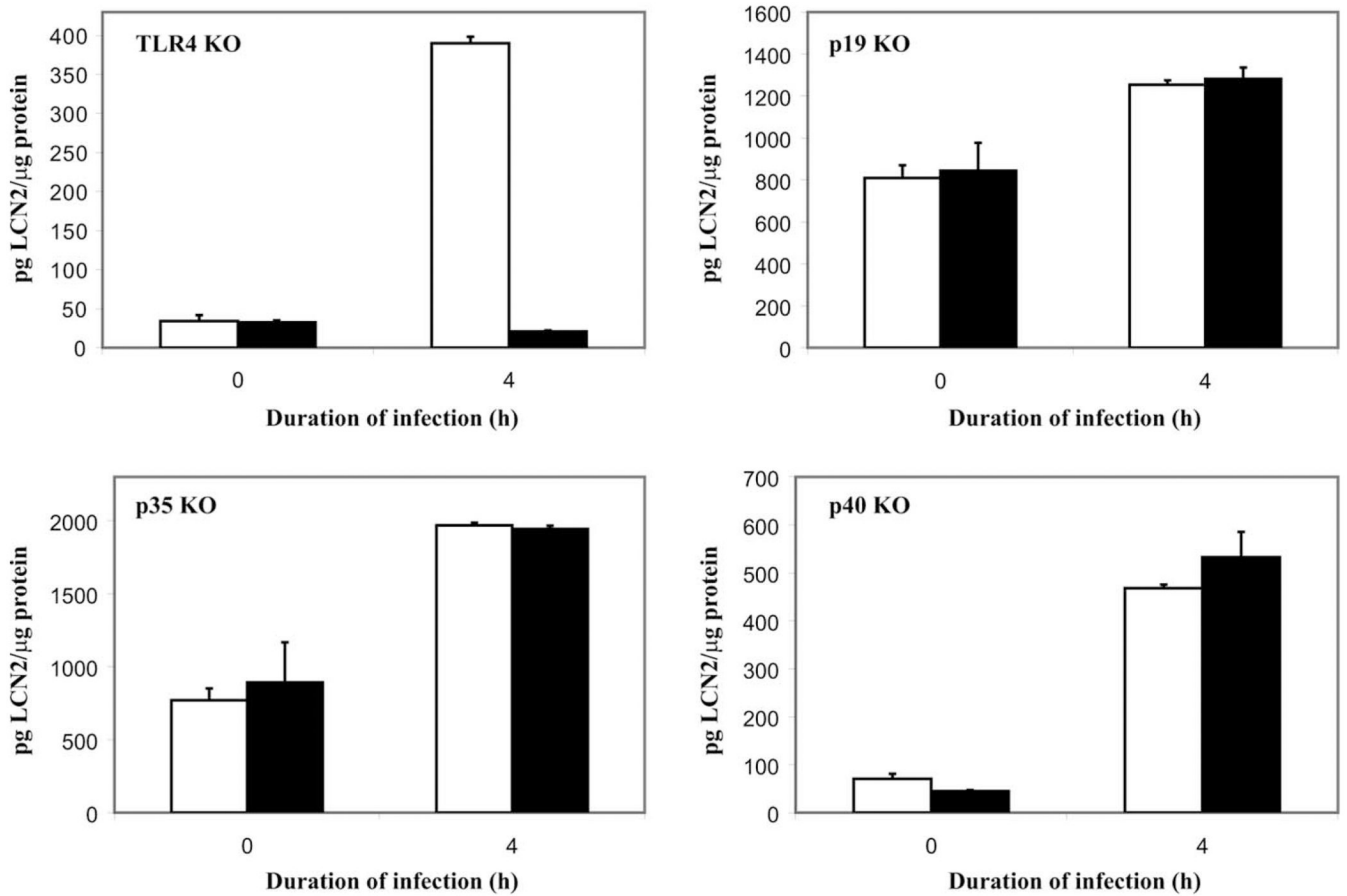 TLR4 KO
pg LCN2/μg protein
400
350
300
250
200
150
100
50
0
0 4
Duration of infection (h)
p19 KO
pg LCN2/μg protein
1600
1400
1200
1000
800
600
400
200
0
0 4
Duration of infection (h)
p35 KO
pg LCN2/μg protein
2000
1500
1000
500
0
0 4
Duration of infection (h)
p40 KO
pg LCN2/μg protein
700
600
500
400
300
200
100
0
0 4
Duration of infection (h)